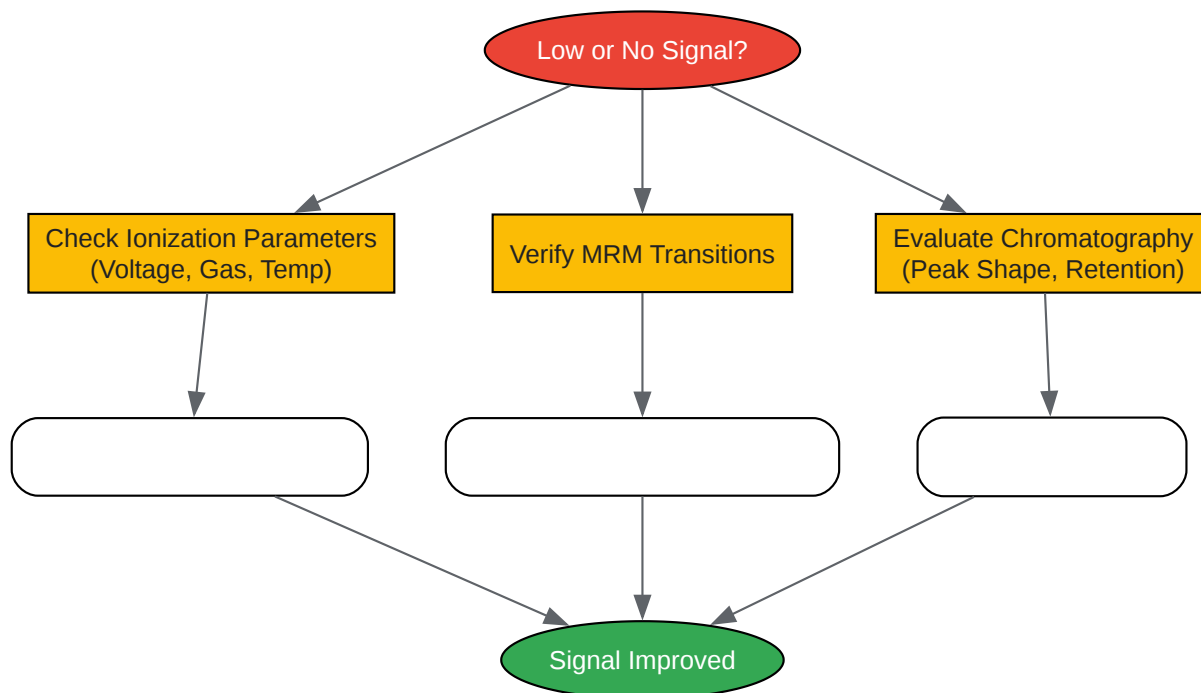 Low or No Signal?
Check Ionization Parameters
(Voltage, Gas, Temp)
Verify MRM Transitions
Evaluate Chromatography
(Peak Shape, Retention)
Signal Improved